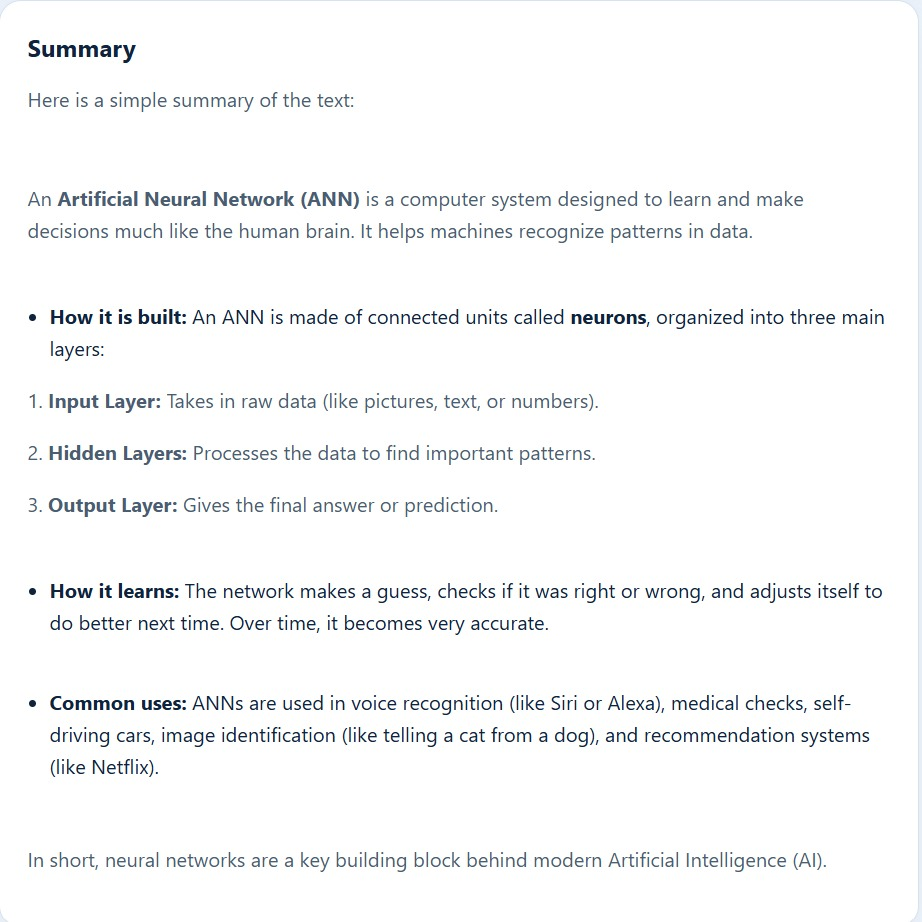 Summary
Here is a simple summary of the text:
An Artificial Neural Network (ANN) is a computer system designed to learn and make
decisions much like the human brain. It helps machines recognize patterns in data.
• How it is built: An ANN is made of connected units called neurons, organized into three main
layers:
1. Input Layer: Takes in raw data (like pictures, text, or numbers).
2. Hidden Layers: Processes the data to find important patterns.
3. Output Layer: Gives the final answer or prediction.
• How it learns: The network makes a guess, checks if it was right or wrong, and adjusts itself to
do better next time. Over time, it becomes very accurate.
• Common uses: ANNs are used in voice recognition (like Siri or Alexa), medical checks, self-
driving cars, image identification (like telling a cat from a dog), and recommendation systems
(like Netflix).
In short, neural networks are a key building block behind modern Artificial Intelligence (AI).